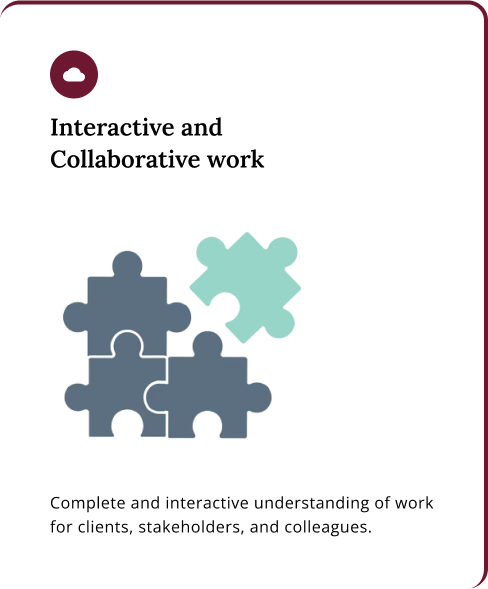 Interactive and
Collaborative work
Complete and interactive understanding of work
for clients, stakeholders, and colleagues.